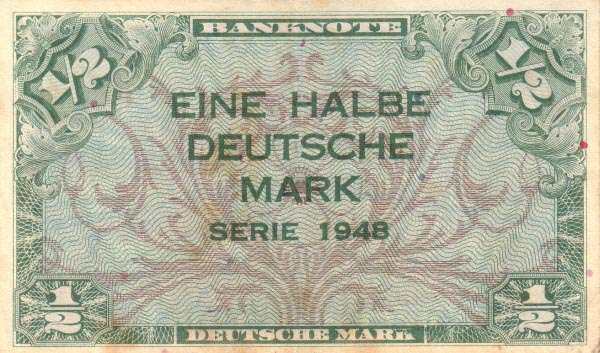 BANKNOTE
1/2 1/2
EINE HALBE
DEUTSCHE
MARK
SERIE 1948
1/2 1/2
DEUTSCHE MARK